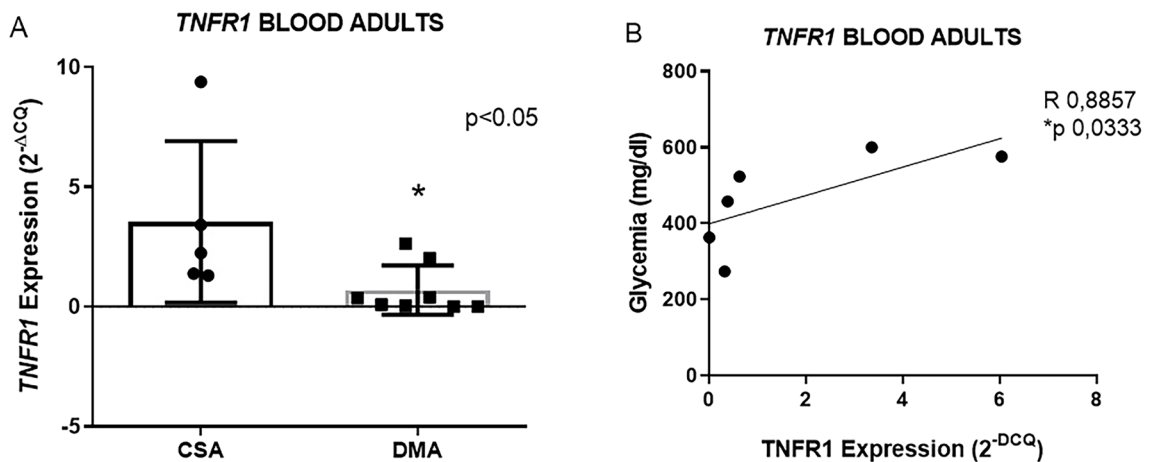 A
TNFR1 BLOOD ADULTS
TNFR1 Expression (2-ΔCQ)
10
5
0
-5
p<0.05
*
CSA
DMA
B
TNFR1 BLOOD ADULTS
Glycemia (mg/dl)
800
600
400
200
0
R 0,8857
*p 0,0333
0
2
4
6
8
TNFR1 Expression (2-DCQ)